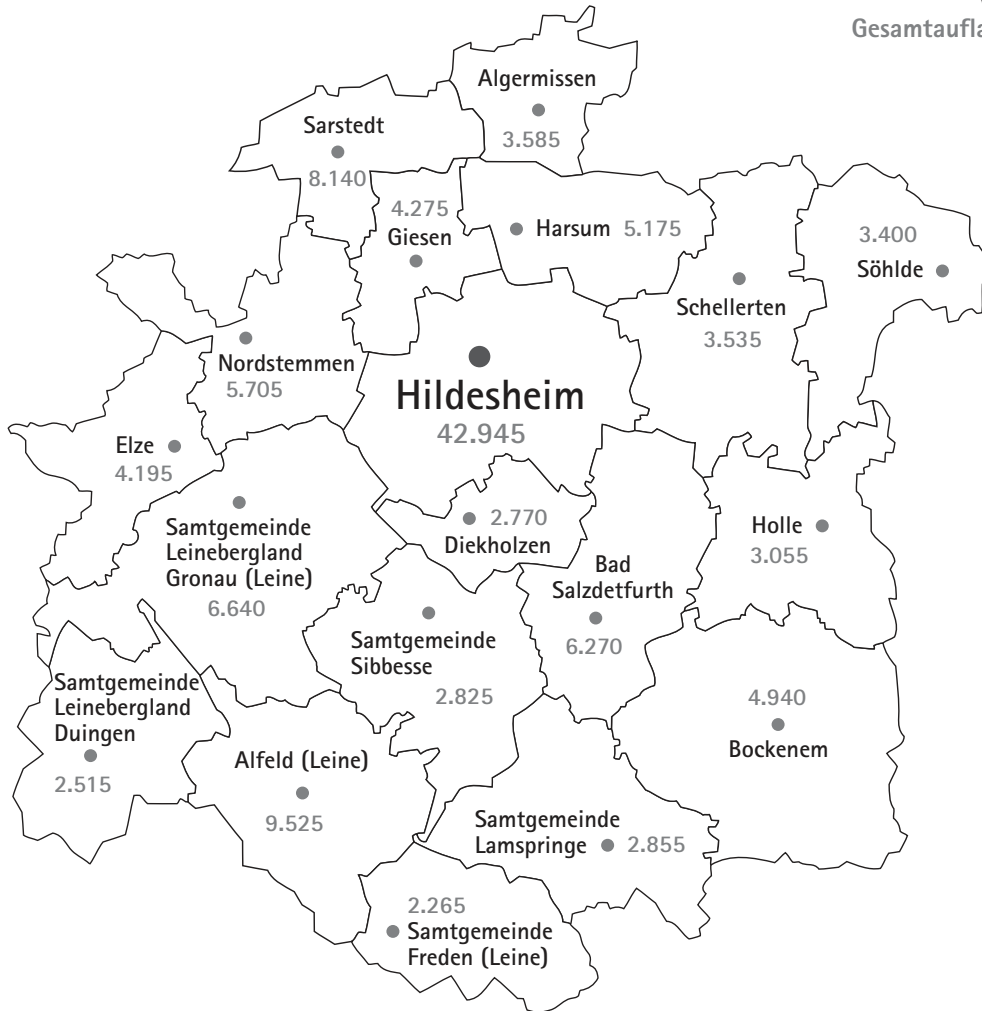 Gesamtaufla
Algermissen
3.585
Sarstedt
8.140
4.275
Giesen
Harsum 5.175
3.400
Söhlde
Schellerten
3.535
Nordstemmen
5.705
Hildesheim
42.945
Elze
4.195
2.770
Diekholzen
Holle
3.055
Samtgemeinde
Leinebergland
Gronau (Leine)
6.640
Bad
Salzdetfurth
6.270
Samtgemeinde
Sibbesse
2.825
Samtgemeinde
Leinebergland
Duingen
2.515
4.940
Bockenem
Alfeld (Leine)
9.525
Samtgemeinde
Lamspringe 2.855
2.265
Samtgemeinde
Freden (Leine)